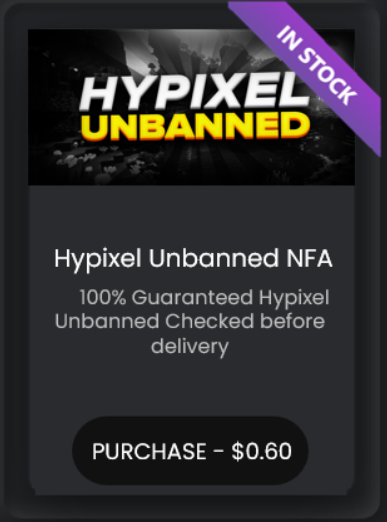 IN STOCK
HYPIXEL
UNBANNED
Hypixel Unbanned NFA
100% Guaranteed Hypixel
Unbanned Checked before
delivery
PURCHASE - $0.60